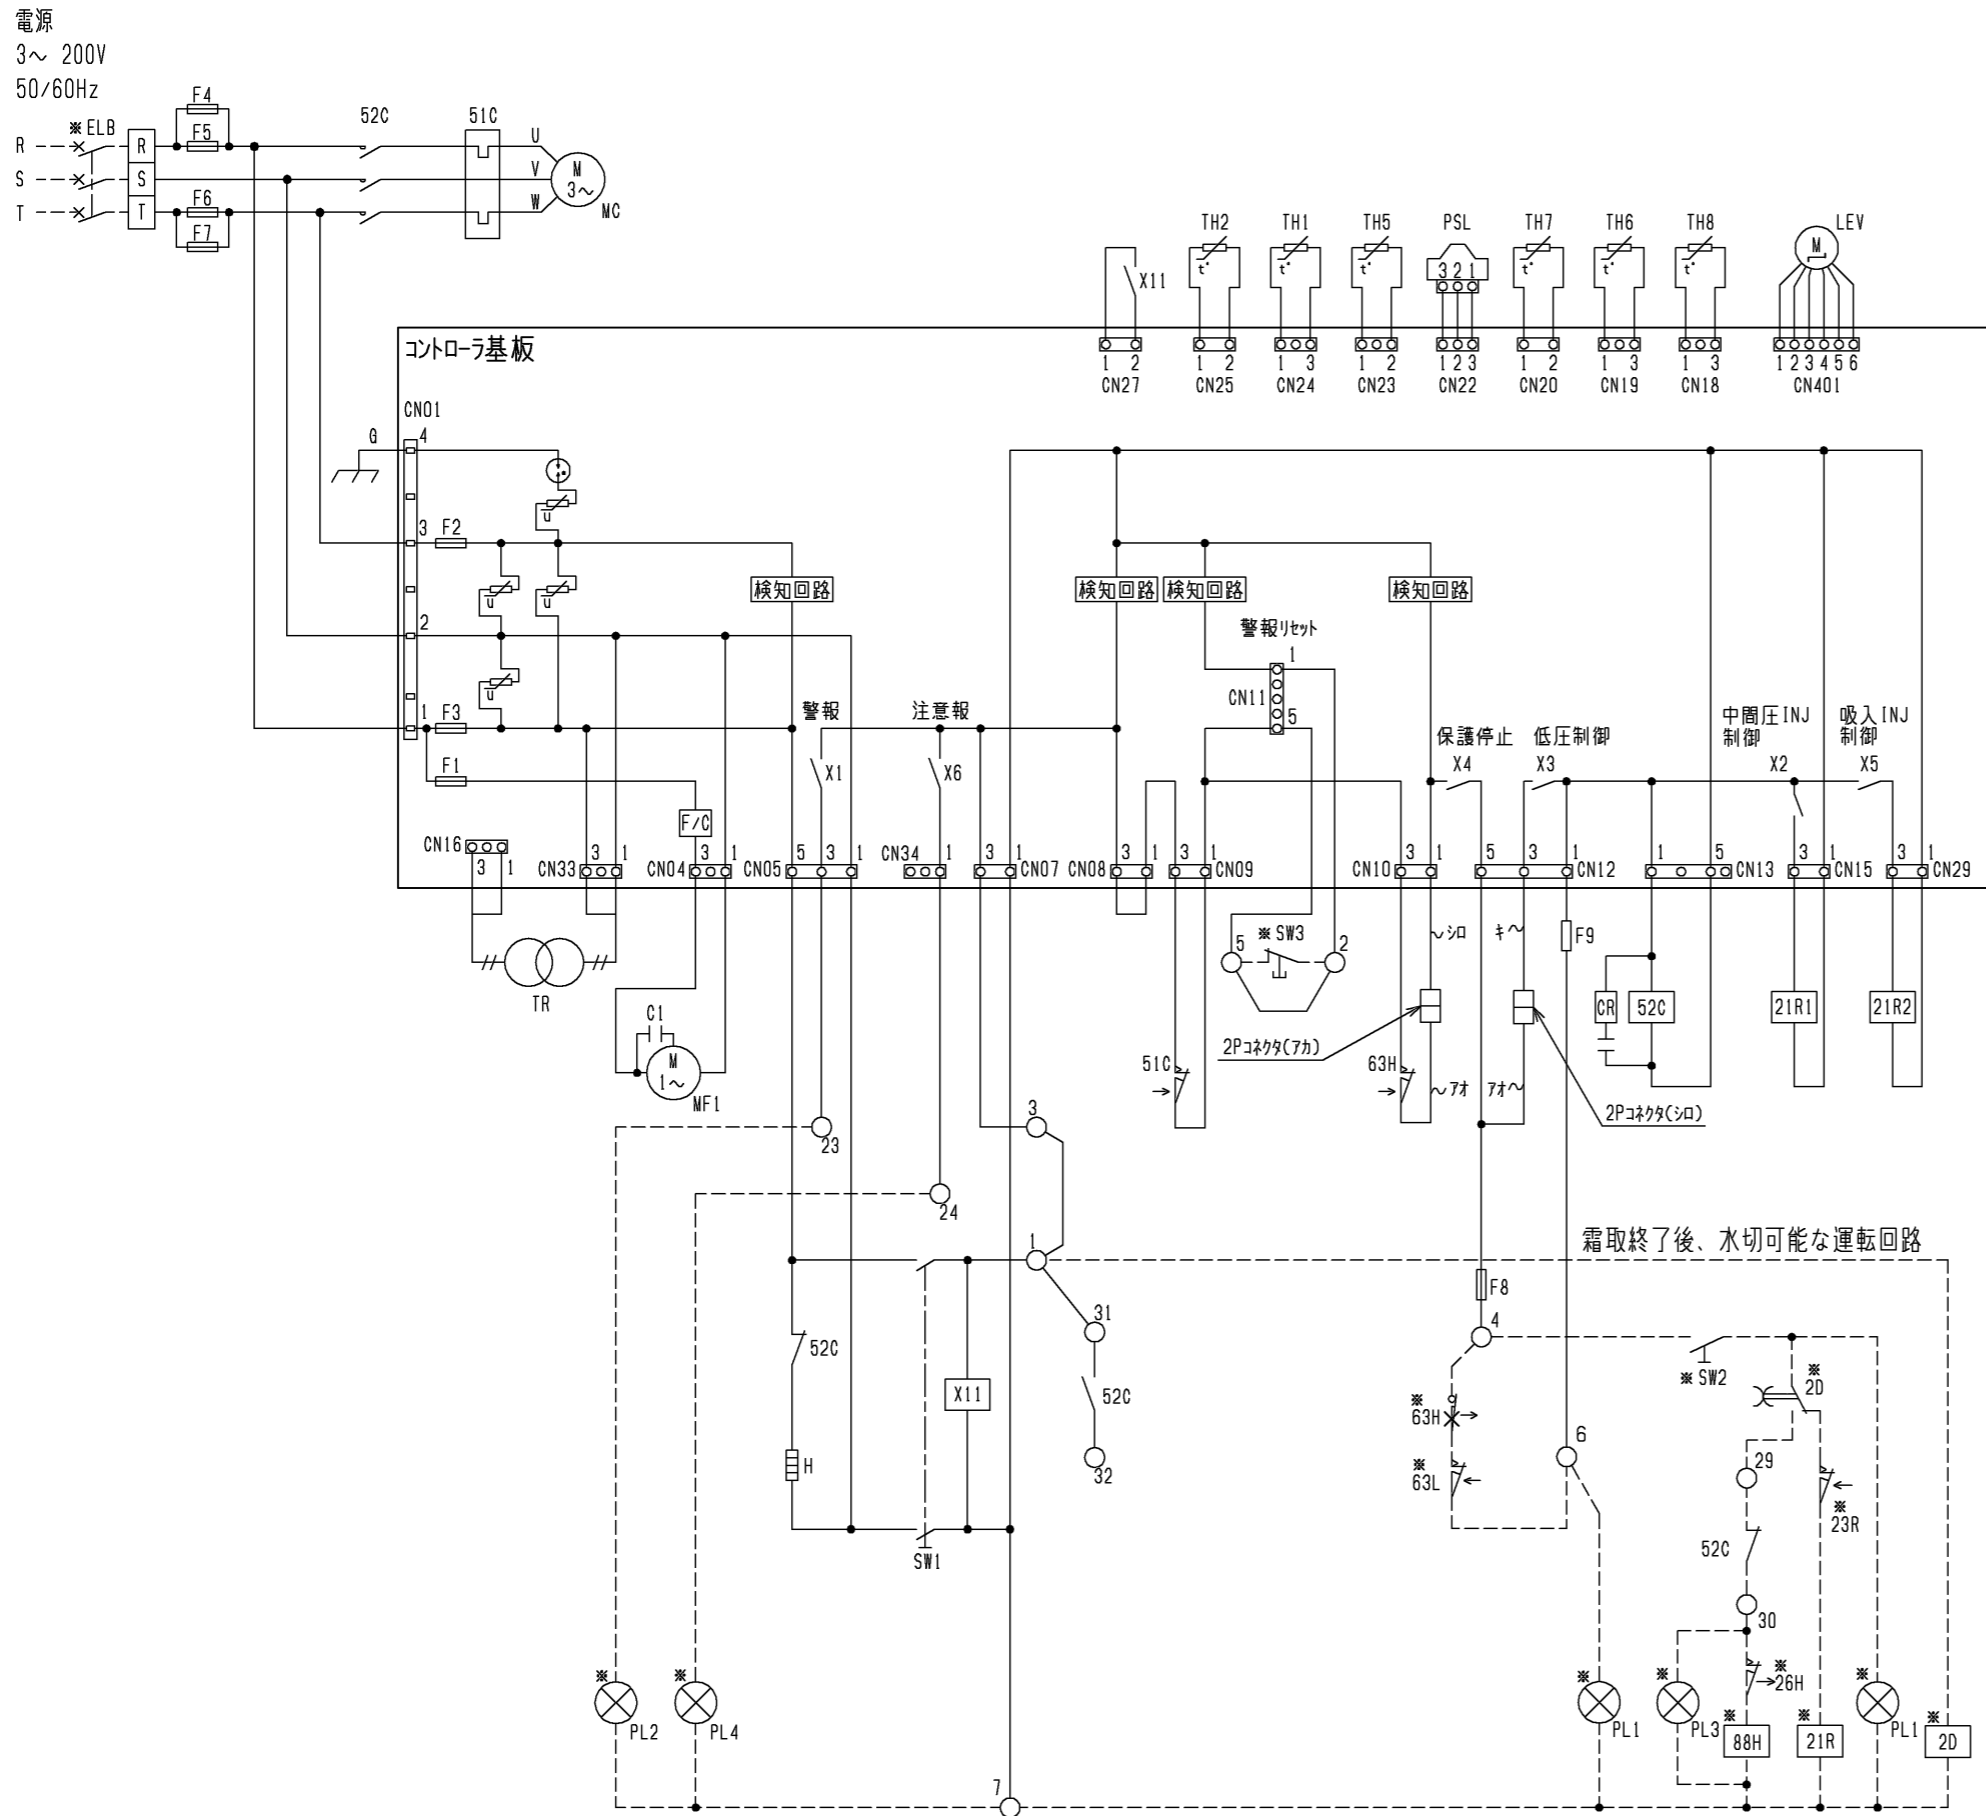 電源
3～ 200V
50/60Hz
F4
※ELB
F5
52C
51C
R
R
U
S
S
V
M
3～
T
T
F6
W
MC
F7
TH2
TH1
TH5
PSL
TH7
TH6
TH8
LEV
X11
t°
t°
t°
3 2 1
t°
t°
t°
M
コントローラ基板
1 2
1 2
1 3
1 2
1 2 3
1 2
1 3
1 3
1 2 3 4 5 6
CN27
CN25
CN24
CN23
CN22
CN20
CN19
CN18
CN401
CN01
G
4
u
3
F2
u
u
検知回路
検知回路
検知回路
検知回路
2
警報リセット
1
u
CN11
5
1
F3
警報
注意報
X1
X6
F1
保護停止
X4
低圧制御
X3
中間圧INJ
制御
X2
吸入INJ
制御
X5
F/C
CN16
3 1
CN33
3 1
CN04
3 1
CN05
5 3 1
CN34
1
3 1
CN07
CN08
3 1
3 1
CN09
CN10
3 1
5 3 1
CN12
1 5
CN13
3 1
CN15
3 1
CN29
TR
C1
M
1～
MF1
5
※SW3
2
～シロ
キ～
F9
CR
52C
21R1
21R2
2Pコネクタ(アカ)
51C
63H
～アオ
アオ～
2Pコネクタ(シロ)
23
3
24
1
霜取終了後、水切可能な運転回路
31
F8
4
52C
X11
52C
※SW2
※
2D
※
63H
H
32
6
29
※
63L
※
23R
SW1
52C
30
※
26H
※
PL2
※
PL4
※
PL1
※
PL3
※
88H
※
21R
※
PL1
※
2D
7